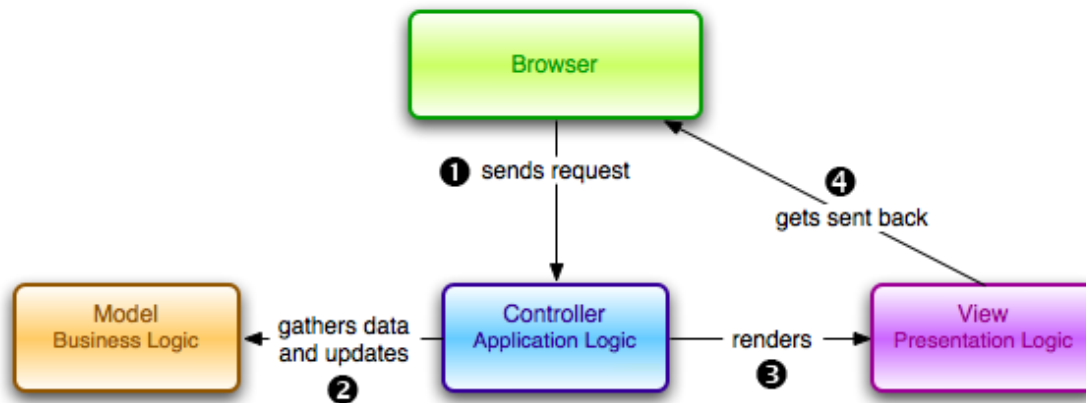 Browser
❶ sends request
❹
gets sent back
Model
Business Logic
gathers data
and updates
❷
Controller
Application Logic
renders
❸
View
Presentation Logic